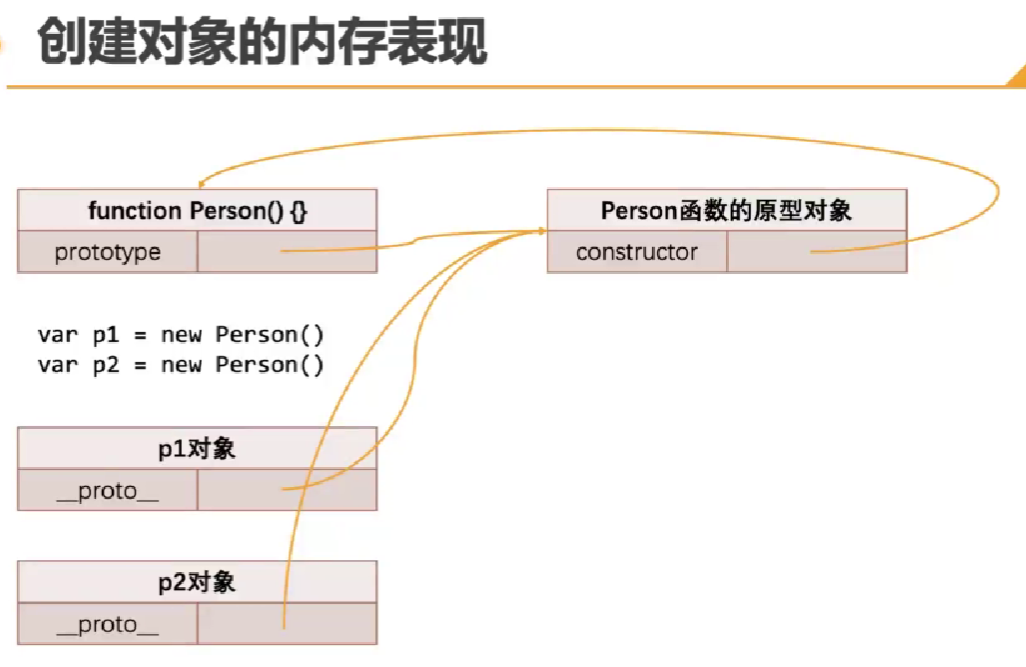 创建对象的内存表现
function Person() {}
prototype
Person函数的原型对象
constructor
var p1 = new Person()
var p2 = new Person()
p1对象
__proto__
p2对象
__proto__